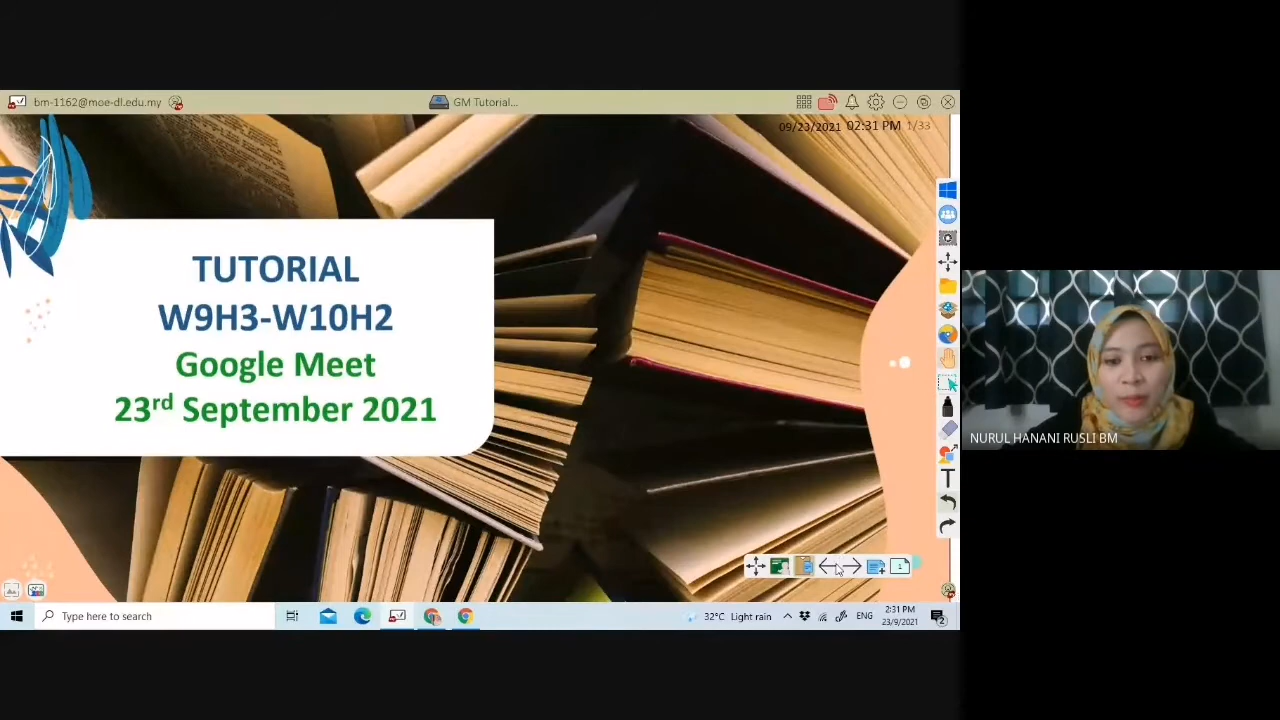 bm-1162@moe-dl.edu.my
GM Tutorial...
09/23/2021 02:31 PM 1/33
TUTORIAL
W9H3-W10H2
Google Meet
23rd September 2021
NURUL HANANI RUSLI BM
T
1
Type here to search
32°C Light rain
ENG
2:31 PM
23/9/2021
2